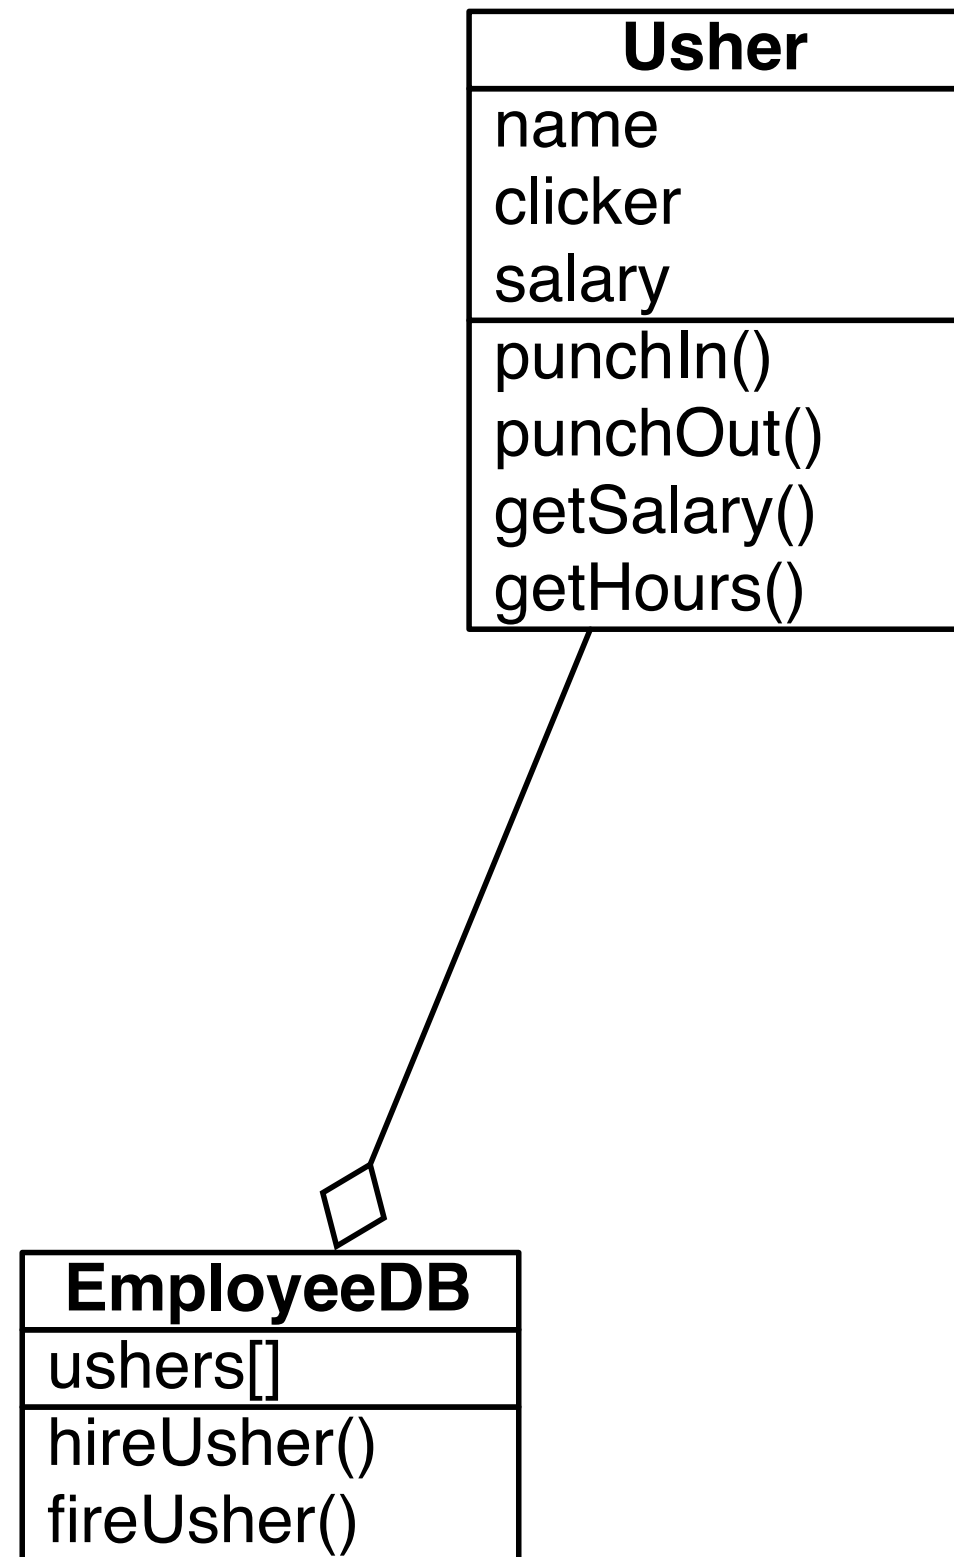 Usher
name
clicker
salary
punchIn()
punchOut()
getSalary()
getHours()
EmployeeDB
ushers[]
hireUsher()
fireUsher()